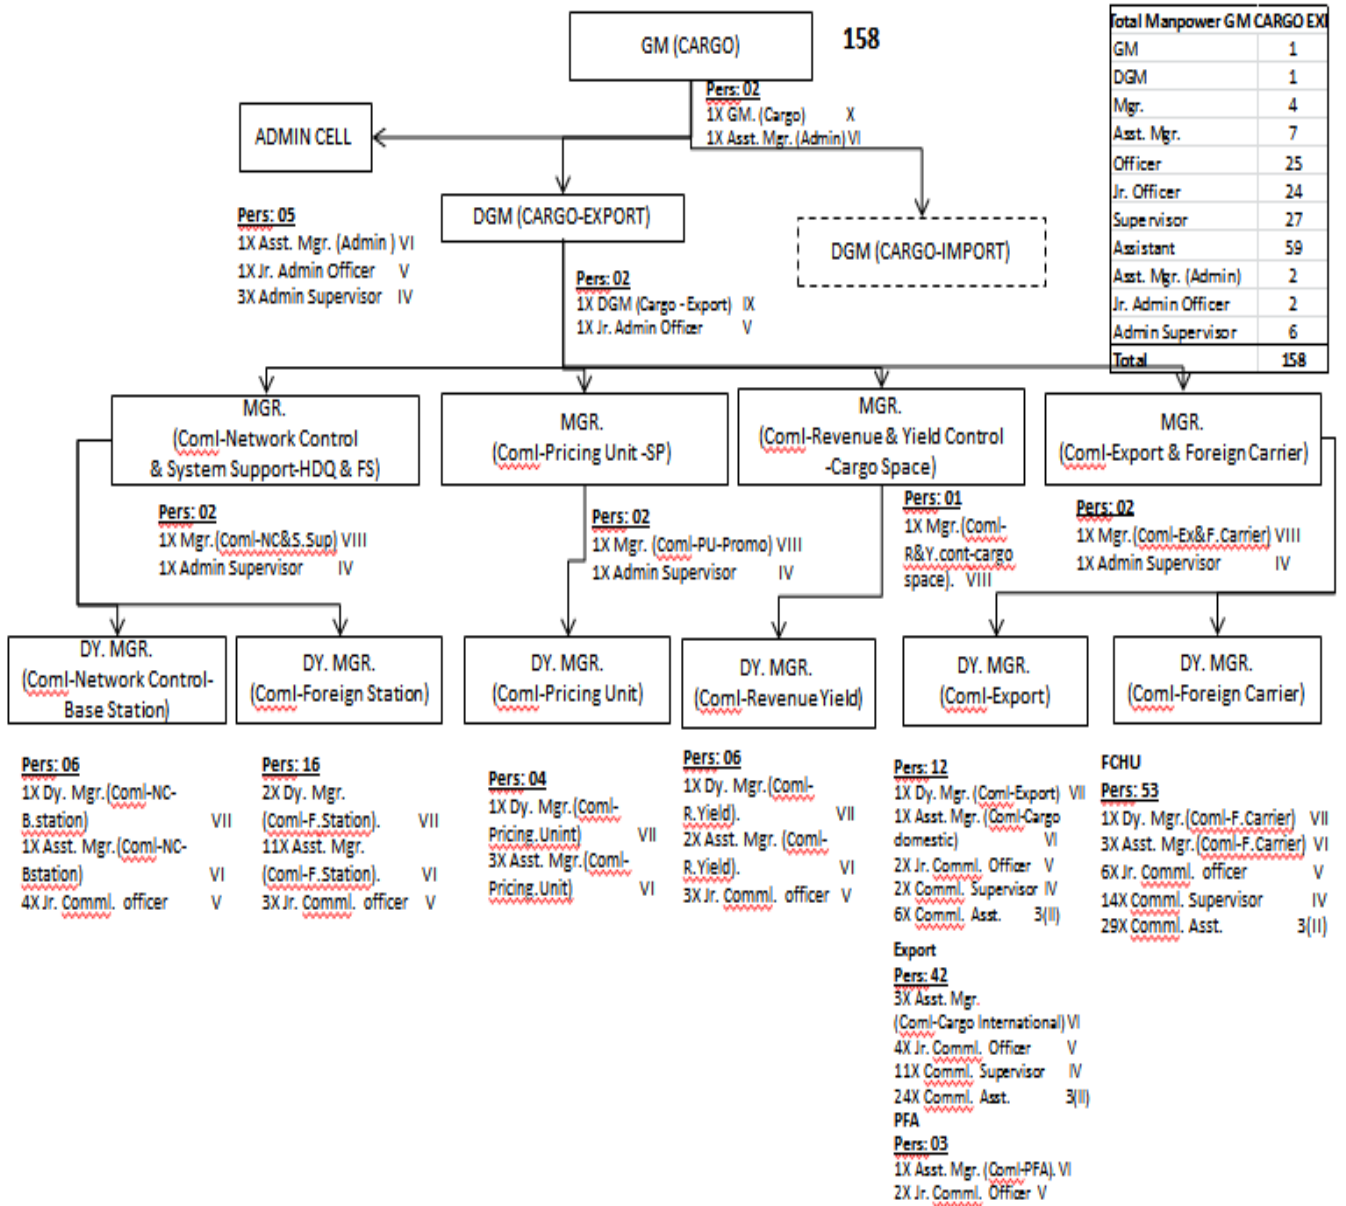 GM (CARGO)
158
Total Manpower GM CARGO EXI
GM 1
DGM 1
Mgr. 4
Asst. Mgr. 7
Officer 25
Jr. Officer 24
Supervisor 27
Assistant 59
Asst. Mgr. (Admin) 2
Jr. Admin Officer 2
Admin Supervisor 6
Total 158
Pers: 02
1X GM. (Cargo) X
1X Asst. Mgr. (Admin) VI
ADMIN CELL
Pers: 05
1X Asst. Mgr. (Admin ) VI
1X Jr. Admin Officer V
3X Admin Supervisor IV
DGM (CARGO-EXPORT)
DGM (CARGO-IMPORT)
Pers: 02
1X DGM (Cargo - Export) IX
1X Jr. Admin Officer V
MGR.
(Coml-Network Control
& System Support-HDQ & FS)
MGR.
(Coml-Pricing Unit -SP)
MGR.
(Coml-Revenue & Yield Control
-Cargo Space)
MGR.
(Coml-Export & Foreign Carrier)
Pers: 02
1X Mgr.(Coml-NC&S.Sup) VIII
1X Admin Supervisor IV
Pers: 02
1X Mgr. (Coml-PU-Promo) VIII
1X Admin Supervisor IV
Pers: 01
1X Mgr.(Coml-
R&Y.cont-cargo
space). VIII
Pers: 02
1X Mgr.(Coml-Ex&F.Carrier) VIII
1X Admin Supervisor IV
DY. MGR.
(Coml-Network Control-
Base Station)
DY. MGR.
(Coml-Foreign Station)
DY. MGR.
(Coml-Pricing Unit)
DY. MGR.
(Coml-Revenue Yield)
DY. MGR.
(Coml-Export)
DY. MGR.
(Coml-Foreign Carrier)
Pers: 06
1X Dy. Mgr.(Coml-NC-
B.station) VII
1X Asst. Mgr.(Coml-NC-
Bstation) VI
4X Jr. Comml. officer V
Pers: 16
2X Dy. Mgr.
(Coml-F.Station). VII
11X Asst. Mgr.
(Coml-F.Station). VI
3X Jr. Comml. officer V
Pers: 04
1X Dy. Mgr.(Coml-
Pricing.Unint) VII
3X Asst. Mgr.(Coml-
Pricing.Unit) VI
Pers: 06
1X Dy. Mgr.(Coml-
R.Yield). VII
2X Asst. Mgr. (Coml-
R.Yield). VI
3X Jr. Comml. officer V
Pers: 12
1X Dy. Mgr. (Coml-Export) VII
1X Asst. Mgr. (Coml-Cargo
domestic) VI
2X Jr. Comml. Officer V
2X Comml. Supervisor IV
6X Comml. Asst. 3(II)
Export
Pers: 42
3X Asst. Mgr.
(Coml-Cargo International) VI
4X Jr. Comml. Officer V
11X Comml. Supervisor IV
24X Comml. Asst. 3(II)
PFA
Pers: 03
1X Asst. Mgr. (Coml-PFA). VI
2X Jr. Comml. Officer V
FCHU
Pers: 53
1X Dy. Mgr.(Coml-F.Carrier) VII
3X Asst. Mgr.(Coml-F.Carrier) VI
6X Jr. Comml. officer V
14X Comml. Supervisor IV
29X Comml. Asst. 3(II)